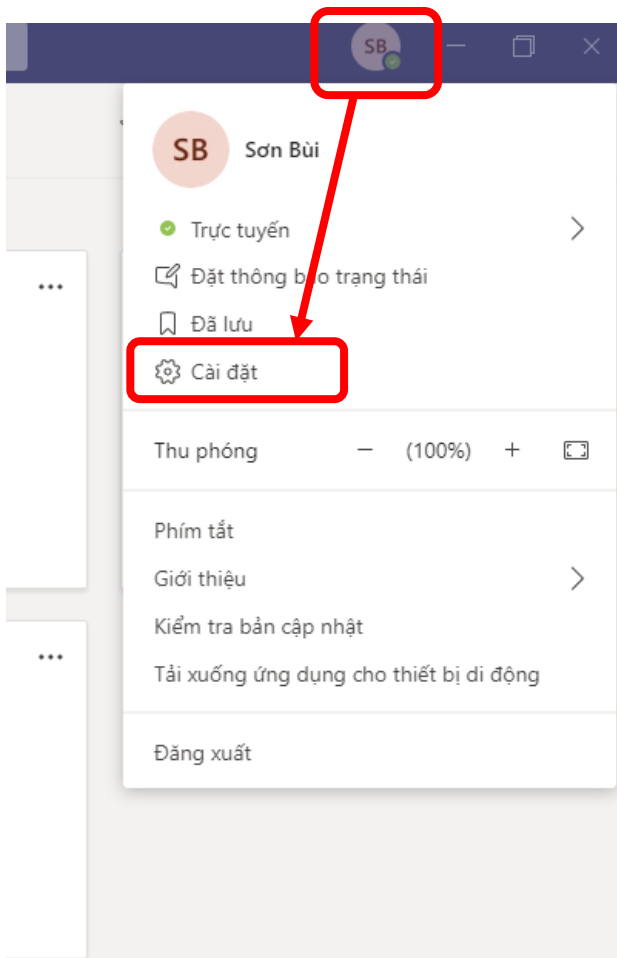 SB
SB Sơn Bùi
Trực tuyến
Đặt thông báo trạng thái
Đã lưu
Cài đặt
Thu phóng − (100%) +
Phím tắt
Giới thiệu
Kiểm tra bản cập nhật
Tải xuống ứng dụng cho thiết bị di động
Đăng xuất